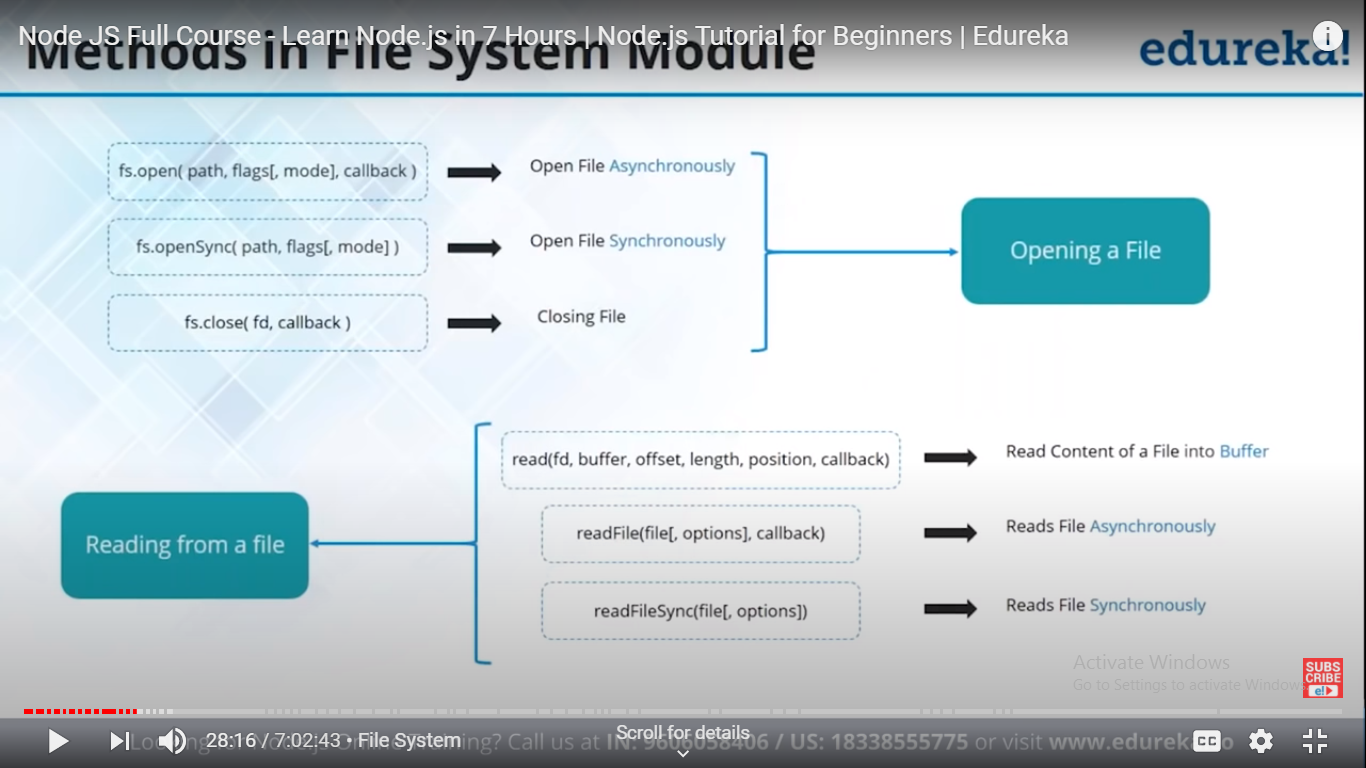 Node JS Full Course - Learn Node.js in 7 Hours | Node.js Tutorial for Beginners | Edureka
Methods in File System Module
edureka!
i
fs.open( path, flags[, mode], callback )
Open File Asynchronously
fs.openSync( path, flags[, mode] )
Open File Synchronously
fs.close( fd, callback )
Closing File
Opening a File
Reading from a file
read(fd, buffer, offset, length, position, callback)
Read Content of a File into Buffer
readFile(file[, options], callback)
Reads File Asynchronously
readFileSync(file[, options])
Reads File Synchronously
Activate Windows
Go to Settings to activate Windows
SUBS
CRIBE
e!
28:16 / 7:02:43 • File System
Scroll for details
? Call us at IN: 9606058406 / US: 18338555775 or visit
CC